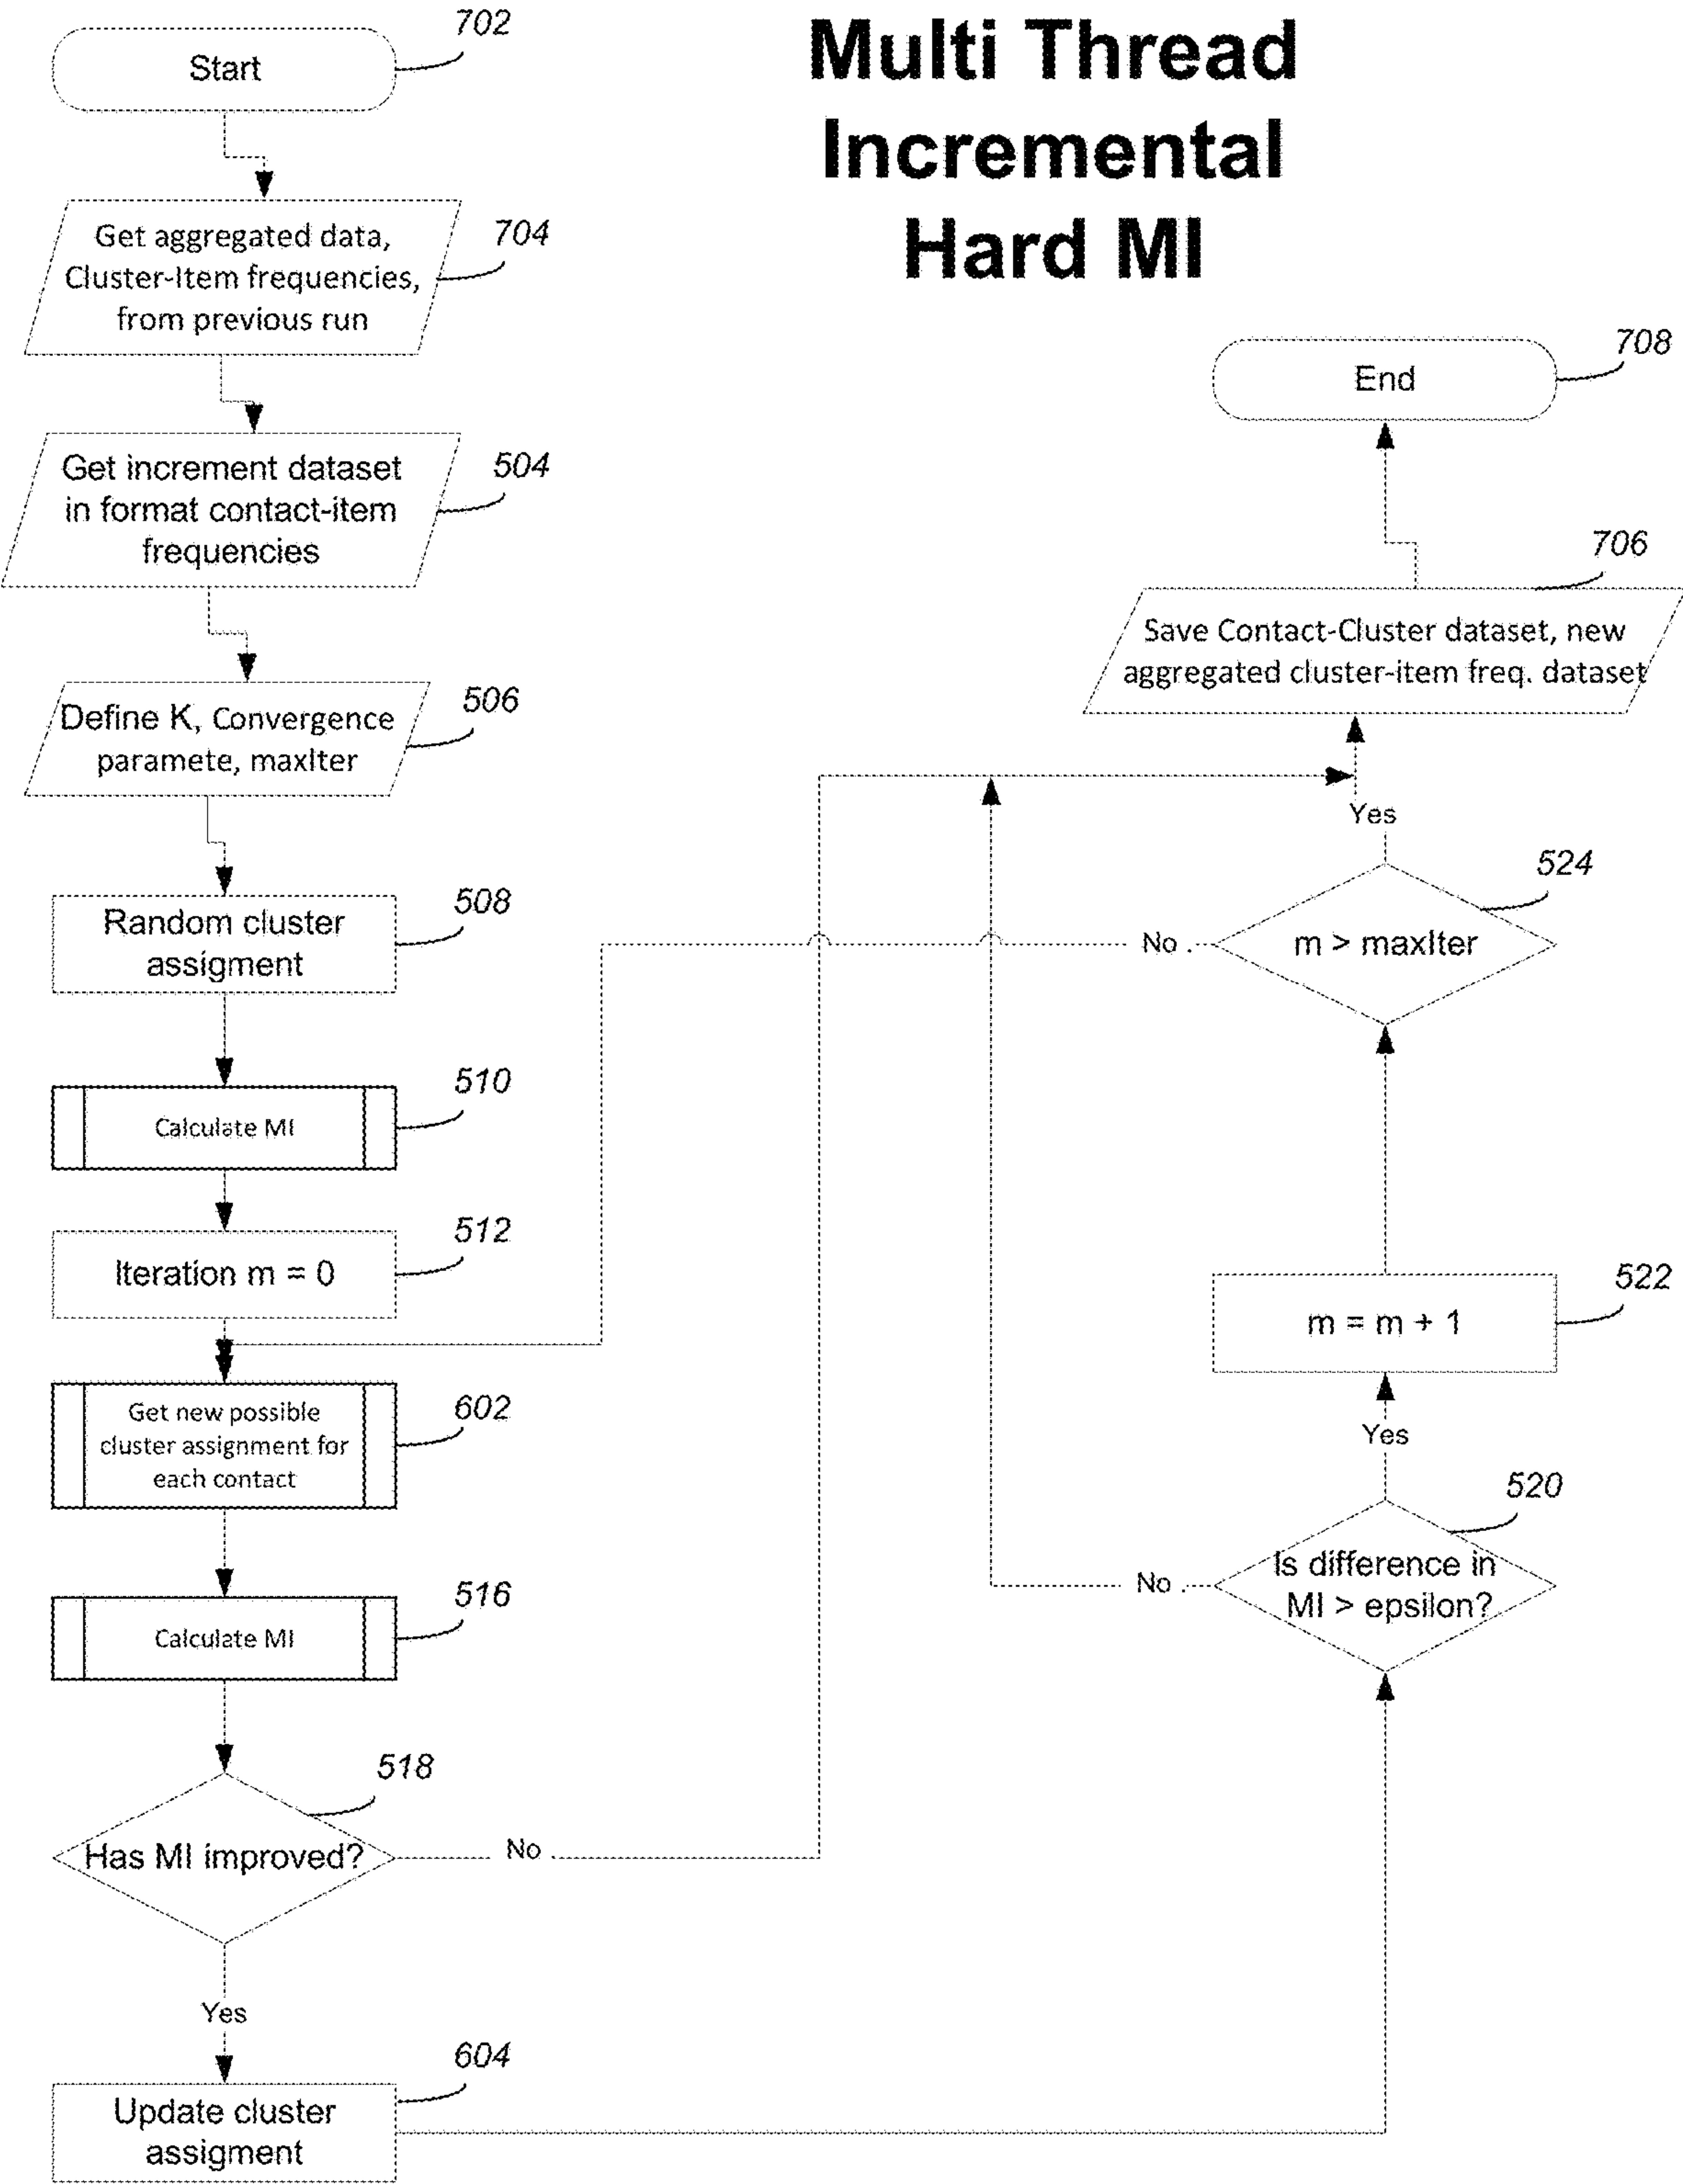 Multi Thread
Incremental
Hard MI
702
Start
704
Get aggregated data,
Cluster-Item frequencies,
from previous run
504
Get increment dataset
in format contact-item
frequencies
506
Define K, Convergence
paramete, maxIter
508
Random cluster
assigment
510
Calculate MI
512
Iteration m = 0
602
Get new possible
cluster assignment for
each contact
516
Calculate MI
518
Has MI improved?
No
Yes
604
Update cluster
assigment
708
End
706
Save Contact-Cluster dataset, new
aggregated cluster-item freq. dataset
Yes
524
m > maxIter
No
522
m = m + 1
Yes
520
Is difference in
MI > epsilon?
No